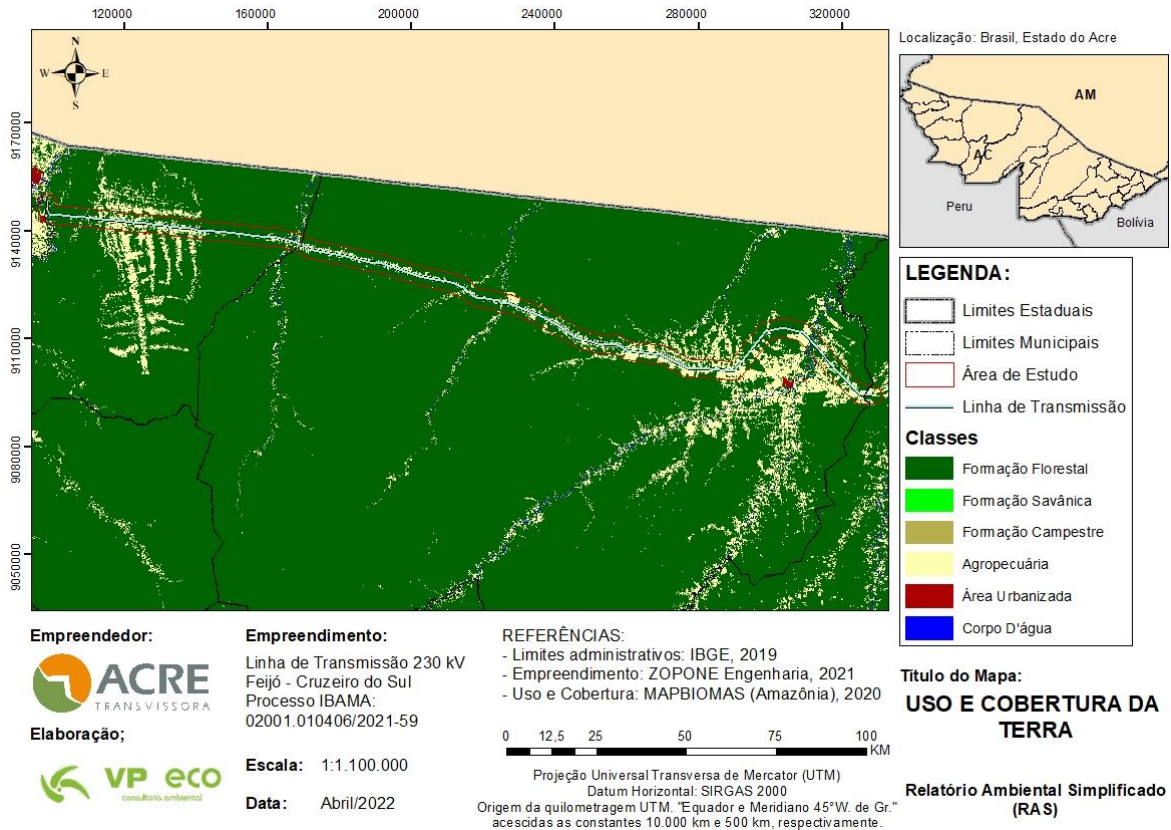 120000 160000 200000 240000 280000 320000
9170000
9140000
9110000
9080000
9050000
N
W E
S
Localização: Brasil, Estado do Acre
AM
AC
Peru
Bolívia
LEGENDA:
Limites Estaduais
Limites Municipais
Área de Estudo
Linha de Transmissão
Classes
Formação Florestal
Formação Savânica
Formação Campestre
Agropecuária
Área Urbanizada
Corpo D'água
Empreendedor:
ACRE
TRANSVISSORA
Elaboração;
VP eco
consultoria ambiental
Empreendimento:
Linha de Transmissão 230 kV
Feijó - Cruzeiro do Sul
Processo IBAMA:
02001.010406/2021-59
Escala: 1:1.100.000
Data: Abril/2022
REFERÊNCIAS:
- Limites administrativos: IBGE, 2019
- Empreendimento: ZOPONE Engenharia, 2021
- Uso e Cobertura: MAPBIOMAS (Amazônia), 2020
0 12,5 25 50 75 100
KM
Projeção Universal Transversa de Mercator (UTM)
Datum Horizontal: SIRGAS 2000
Origem da quilometragem UTM. "Equador e Meridiano 45°W. de Gr."
acescidas as constantes 10.000 km e 500 km, respectivamente.
Título do Mapa:
USO E COBERTURA DA
TERRA
Relatório Ambiental Simplificado
(RAS)